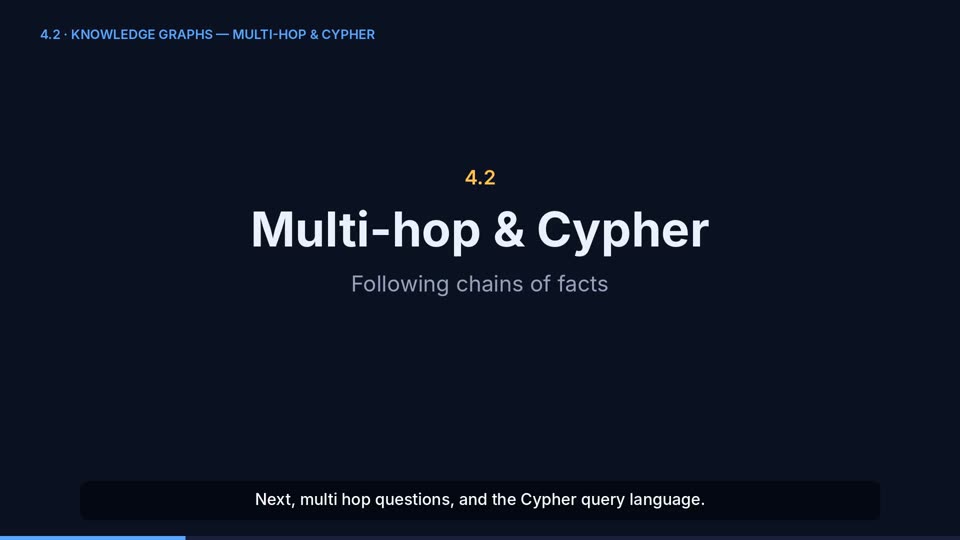 4.2 · KNOWLEDGE GRAPHS — MULTI-HOP & CYPHER
4.2
Multi-hop & Cypher
Following chains of facts
Next, multi hop questions, and the Cypher query language.